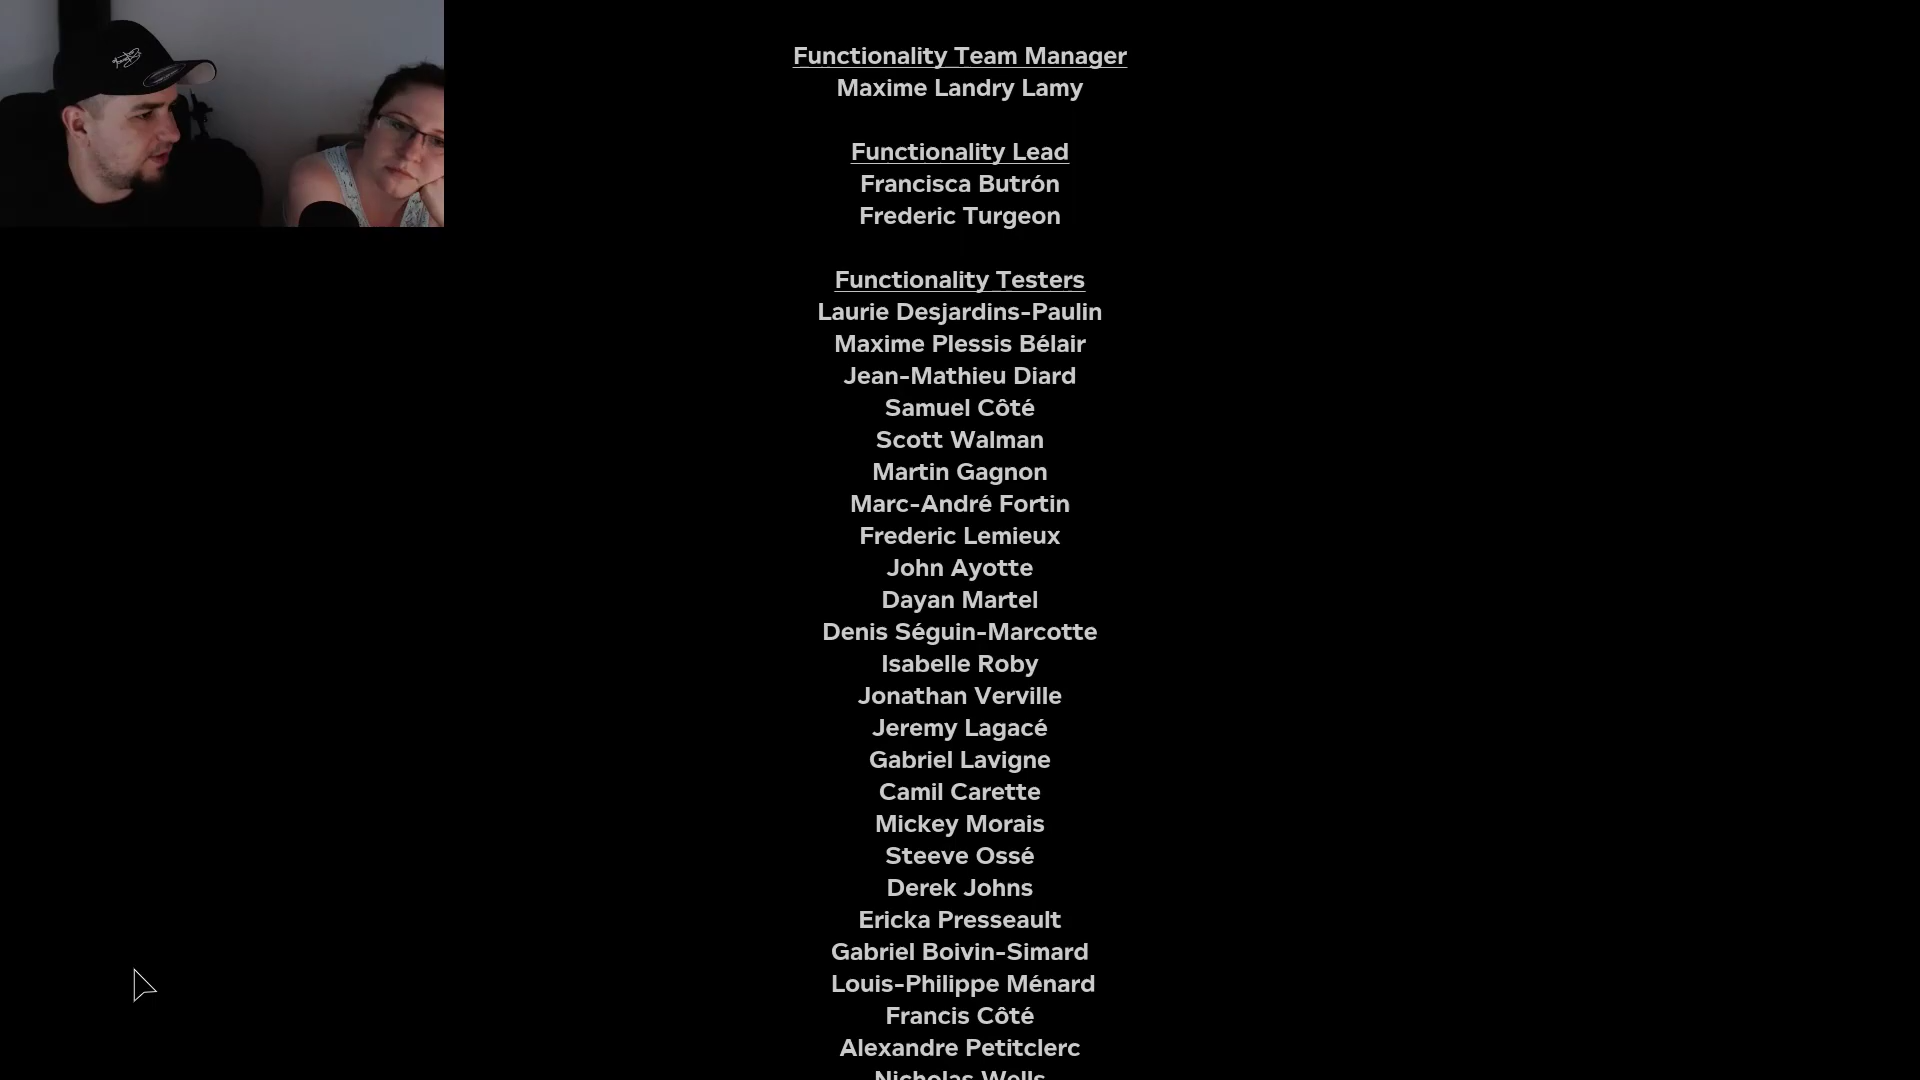 Functionality Team Manager
Maxime Landry Lamy
Functionality Lead
Francisca Butrón
Frederic Turgeon
Functionality Testers
Laurie Desjardins-Paulin
Maxime Plessis Bélair
Jean-Mathieu Diard
Samuel Côté
Scott Walman
Martin Gagnon
Marc-André Fortin
Frederic Lemieux
John Ayotte
Dayan Martel
Denis Séguin-Marcotte
Isabelle Roby
Jonathan Verville
Jeremy Lagacé
Gabriel Lavigne
Camil Carette
Mickey Morais
Steeve Ossé
Derek Johns
Ericka Presseault
Gabriel Boivin-Simard
Louis-Philippe Ménard
Francis Côté
Alexandre Petitclerc
Nicholas Wells